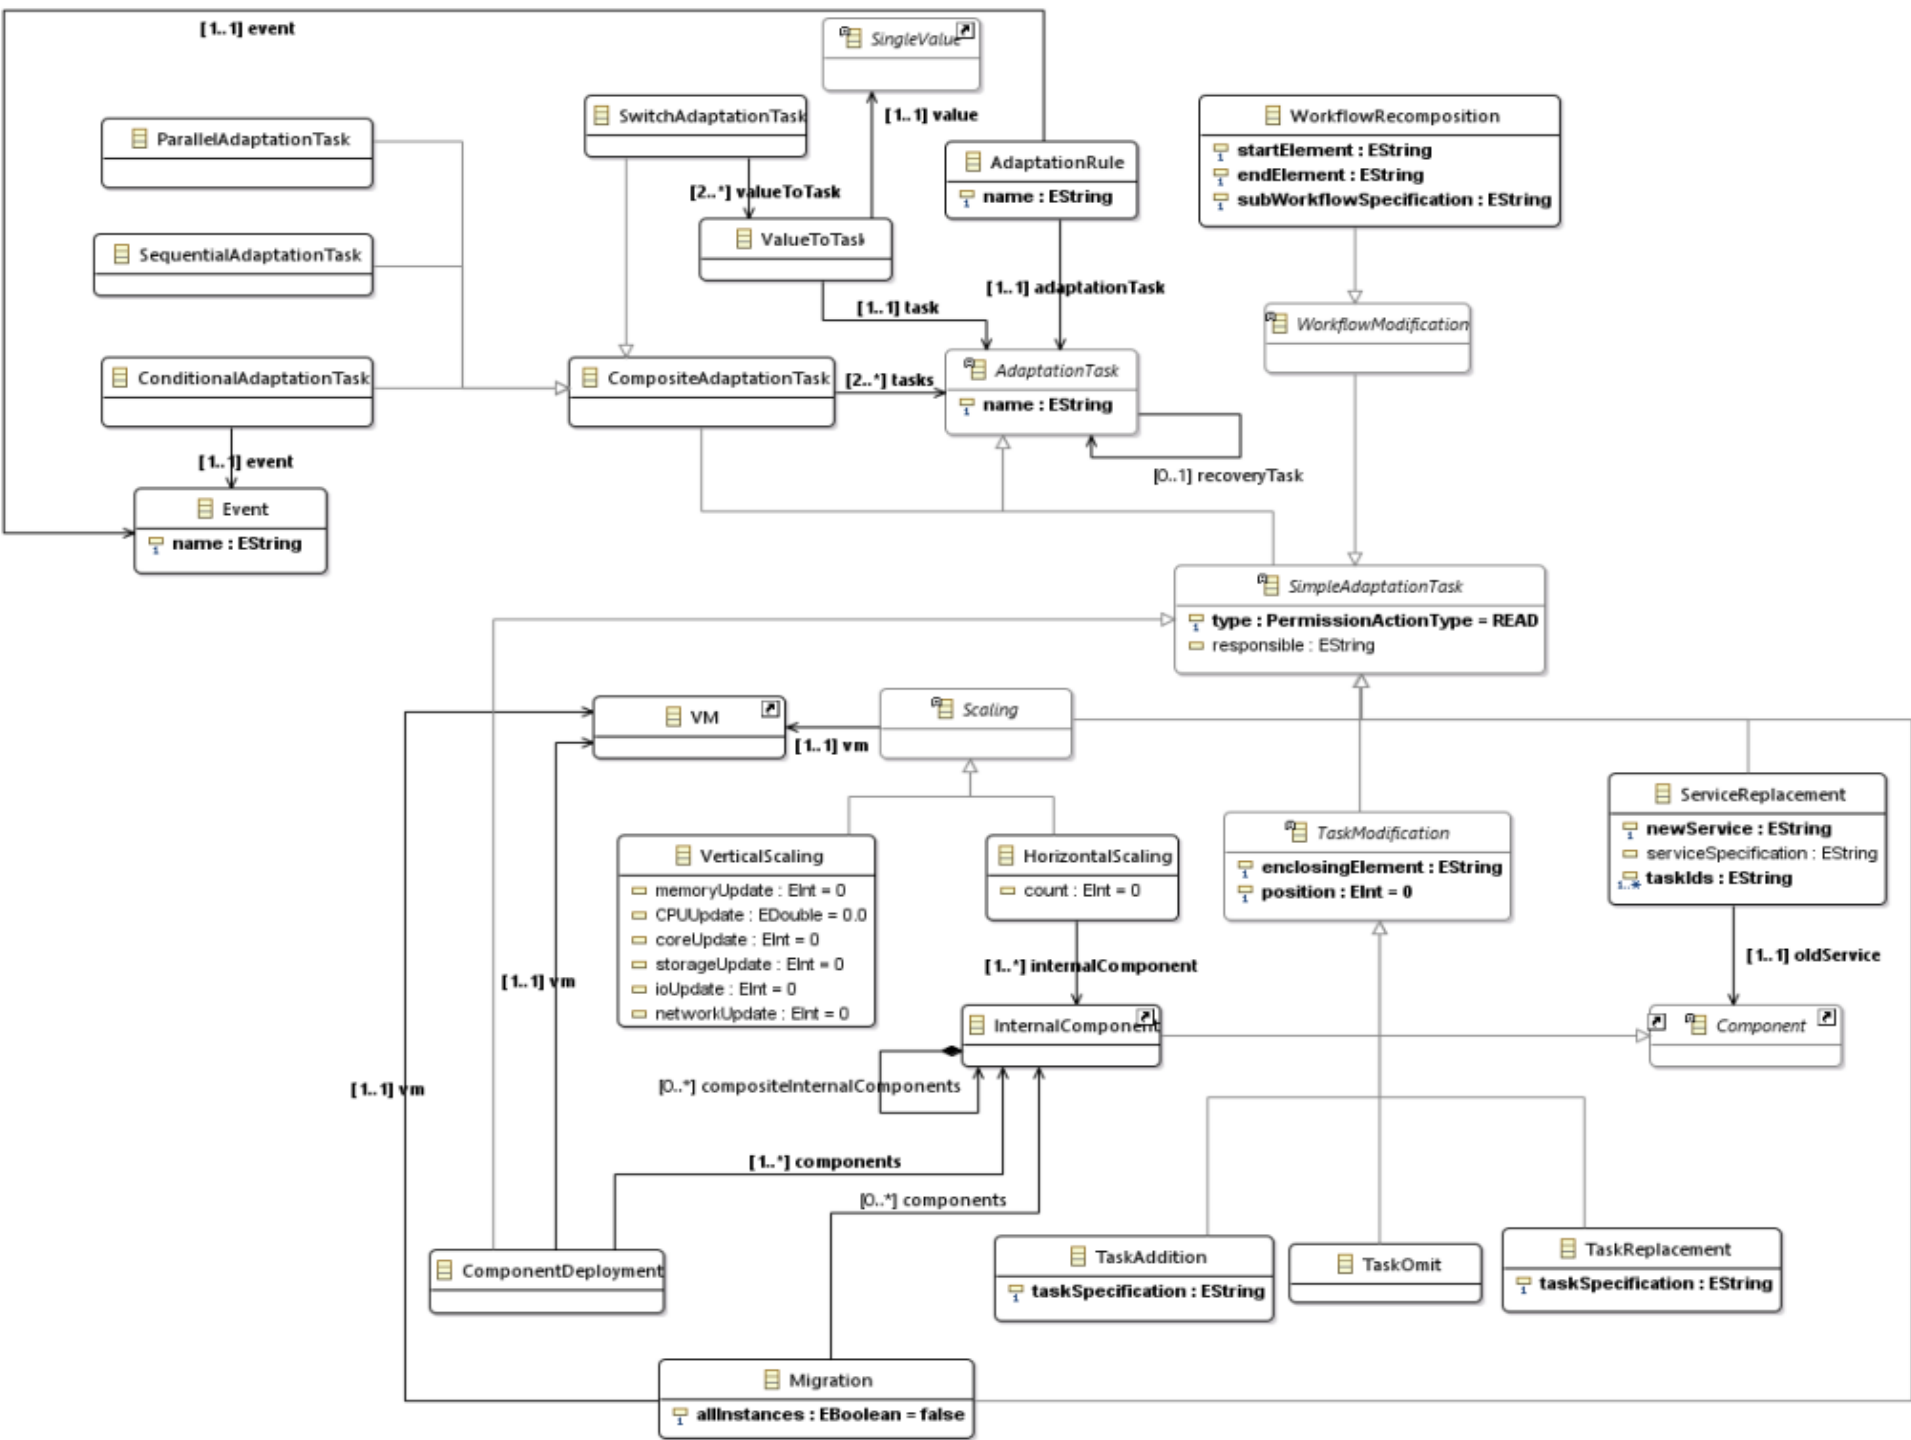 [1..1] event
SingleValue
SwitchAdaptationTask
[1..1] value
WorkflowRecomposition
startElement : EString
endElement : EString
subWorkflowSpecification : EString
ParallelAdaptationTask
AdaptationRule
name : EString
[2..*] valueToTask
ValueToTask
SequentialAdaptationTask
[1..1] task
[1..1] adaptationTask
WorkflowModification
ConditionalAdaptationTask
CompositeAdaptationTask
[2..*] tasks
AdaptationTask
name : EString
[1..1] event
[0..1] recoveryTask
Event
name : EString
SimpleAdaptationTask
type : PermissionActionType = READ
responsible : EString
VM
[1..1] vm
Scaling
VerticalScaling
memoryUpdate : EInt = 0
CPUUpdate : EDouble = 0.0
coreUpdate : EInt = 0
storageUpdate : EInt = 0
ioUpdate : EInt = 0
networkUpdate : EInt = 0
HorizontalScaling
count : EInt = 0
TaskModification
enclosingElement : EString
position : EInt = 0
ServiceReplacement
newService : EString
serviceSpecification : EString
taskIds : EString
[1..1] vm
[1..*] internalComponent
[1..1] oldService
InternalComponent
Component
[1..1] vm
[0..*] compositeInternalComponents
[1..*] components
[0..*] components
ComponentDeployment
TaskAddition
taskSpecification : EString
TaskOmit
TaskReplacement
taskSpecification : EString
Migration
allInstances : EBoolean = false